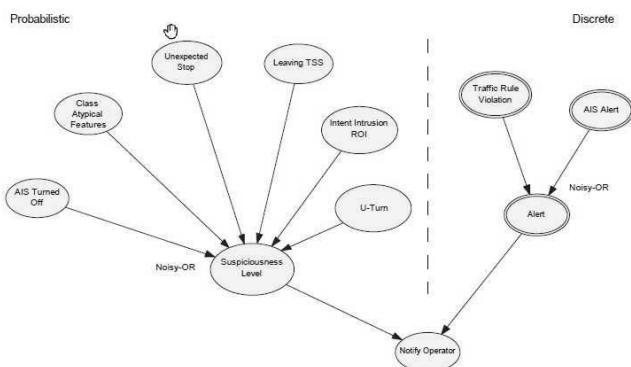 Probabilistic
Discrete
Unexpected
Stop
Leaving TSS
Traffic Rule
Violation
AIS Alert
Class
Atypical
Features
Intent Intrusion
ROI
AIS Turned
Off
U-Turn
Noisy-OR
Alert
Noisy-OR
Suspiciousness
Level
Notify Operator